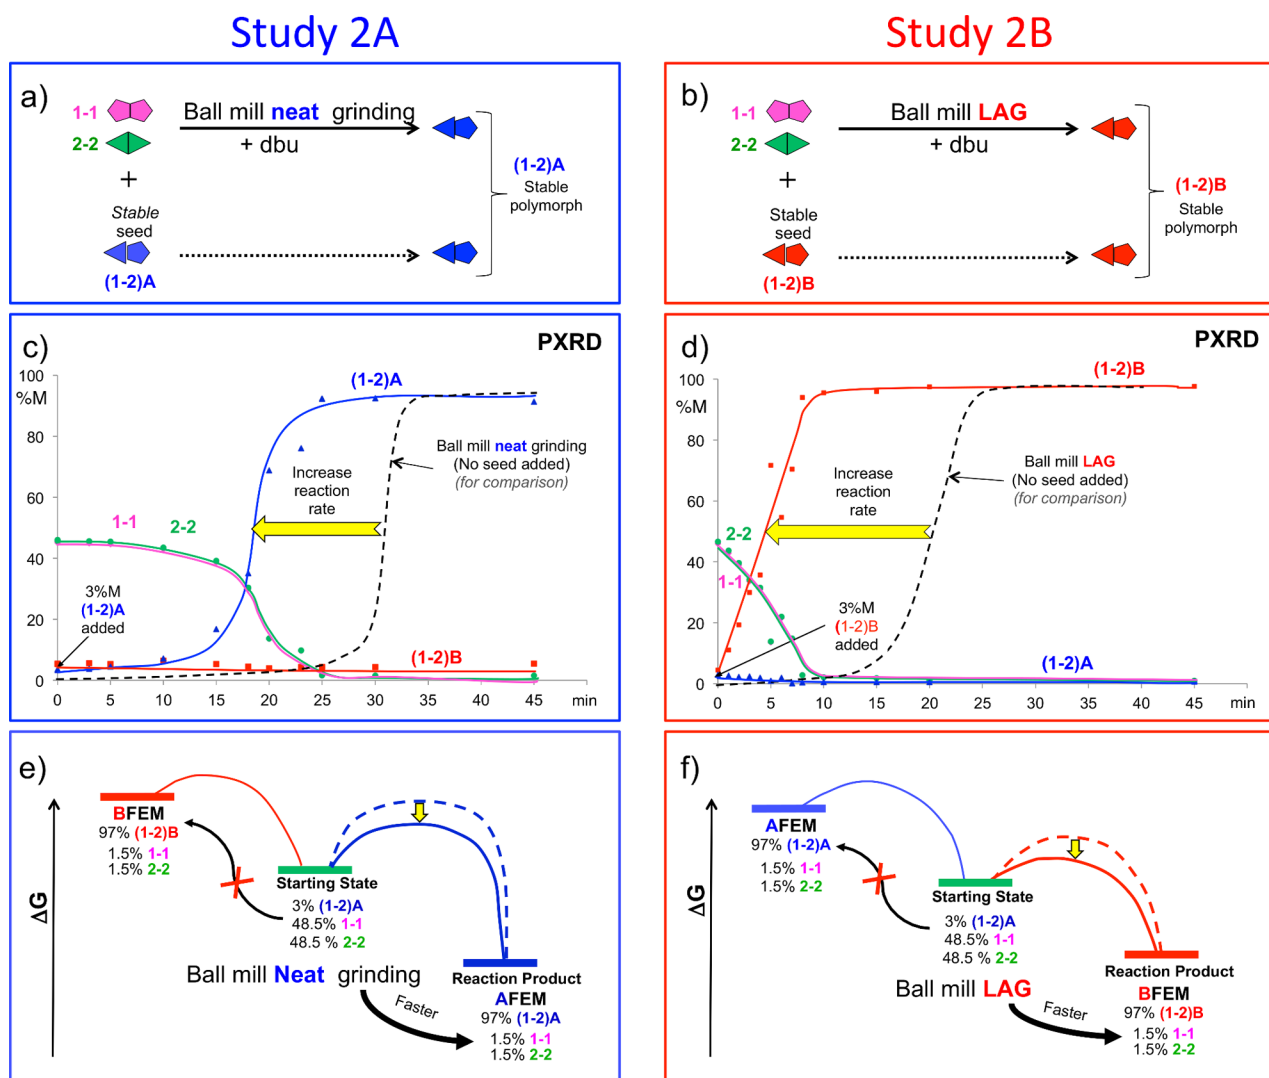 Study 2A
Study 2B
a)
1-1
2-2
Ball mill neat grinding
+ dbu
+
Stable
seed
(1-2)A
(1-2)A
Stable
polymorph
b)
1-1
2-2
Ball mill LAG
+ dbu
+
Stable
seed
(1-2)B
(1-2)B
Stable
polymorph
c)
PXRD
100
%M
80
60
40
20
0
0
5
10
15
20
25
30
35
40
45
min
(1-2)A
Ball mill neat grinding
(No seed added)
(for comparison)
Increase
reaction
rate
1-1
2-2
3%M
(1-2)A
added
(1-2)B
d)
PXRD
100
%M
80
60
40
20
0
0
5
10
15
20
25
30
35
40
45
min
(1-2)B
Ball mill LAG
(No seed added)
(for comparison)
Increase
reaction
rate
2-2
1-1
3%M
(1-2)B
added
(1-2)A
e)
ΔG
BFEM
97% (1-2)B
1.5% 1-1
1.5% 2-2
Starting State
3% (1-2)A
48.5% 1-1
48.5 % 2-2
Ball mill Neat grinding
Faster
Reaction Product
AFEM
97% (1-2)A
1.5% 1-1
1.5% 2-2
f)
ΔG
AFEM
97% (1-2)A
1.5% 1-1
1.5% 2-2
Starting State
3% (1-2)A
48.5% 1-1
48.5% 2-2
Ball mill LAG
Faster
Reaction Product
BFEM
97% (1-2)B
1.5% 1-1
1.5% 2-2